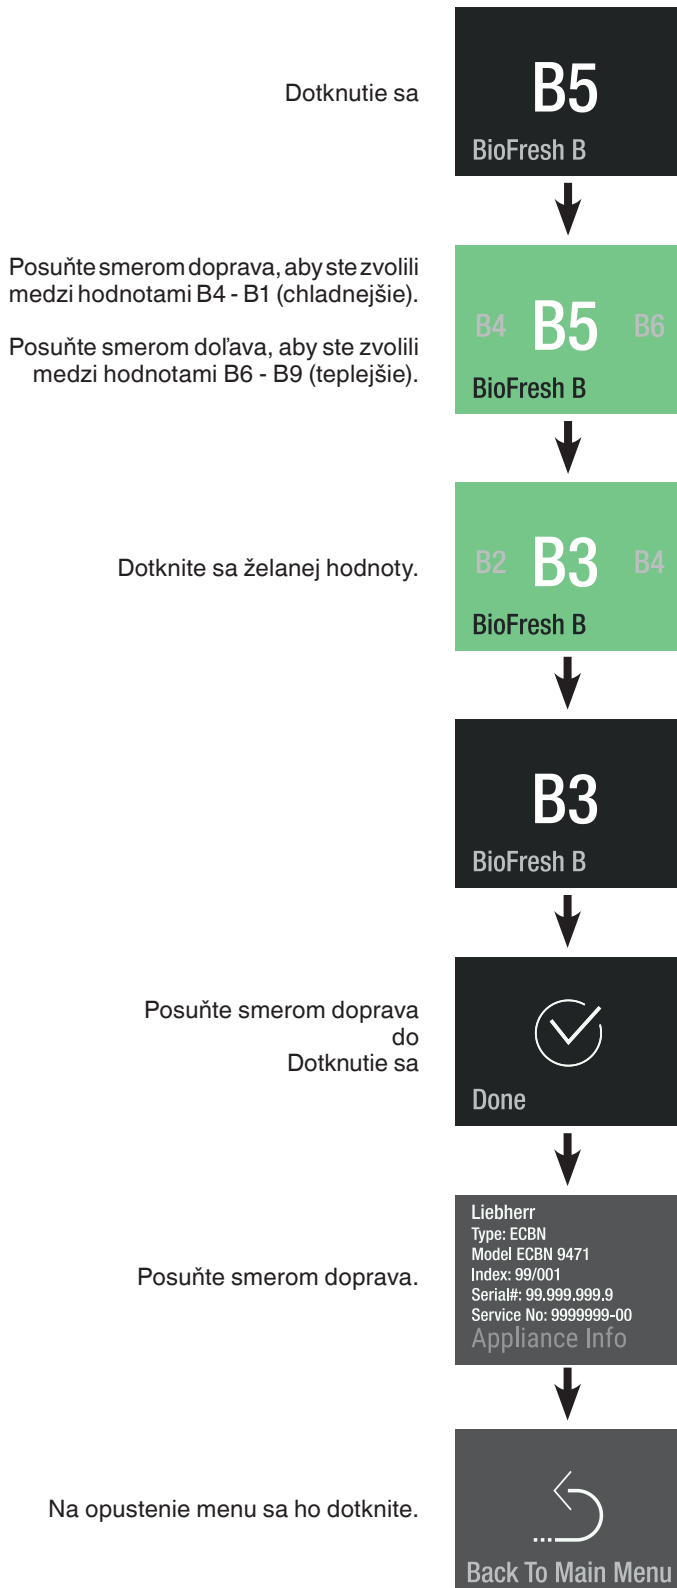 Dotknutie sa
B5
BioFresh B
Posuňte smerom doprava, aby ste zvolili
medzi hodnotami B4 - B1 (chladnejšie).
Posuňte smerom doľava, aby ste zvolili
medzi hodnotami B6 - B9 (teplejšie).
B4 B5 B6
BioFresh B
Dotknite sa želanej hodnoty.
B2 B3 B4
BioFresh B
B3
BioFresh B
Posuňte smerom doprava
do
Dotknutie sa
Done
Posuňte smerom doprava.
Liebherr
Type: ECBN
Model ECBN 9471
Index: 99/001
Serial#: 99.999.999.9
Service No: 9999999-00
Appliance Info
Na opustenie menu sa ho dotknite.
Back To Main Menu